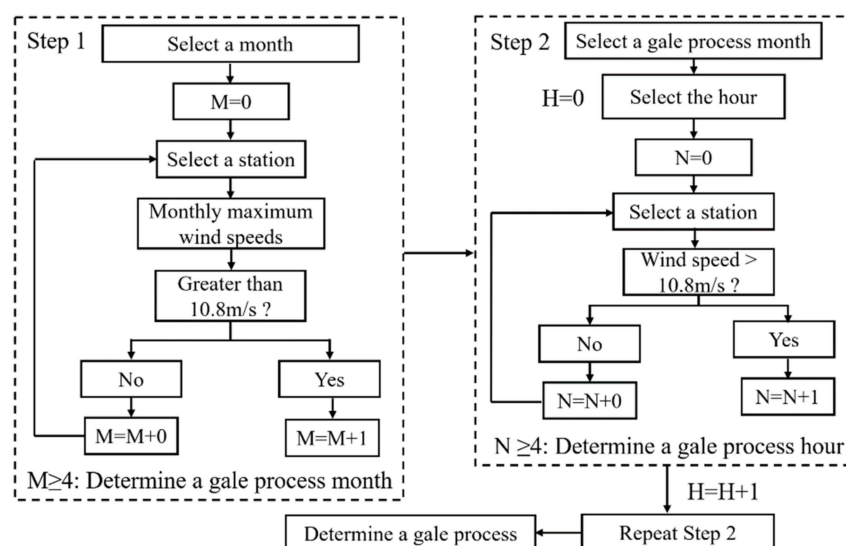 Step 1
Select a month
M=0
Select a station
Monthly maximum
wind speeds
Greater than
10.8m/s ?
No
Yes
M=M+0
M=M+1
M≥4: Determine a gale process month
Step 2
Select a gale process month
H=0
Select the hour
N=0
Select a station
Wind speed >
10.8m/s ?
No
Yes
N=N+0
N=N+1
N ≥4: Determine a gale process hour
H=H+1
Repeat Step 2
Determine a gale process